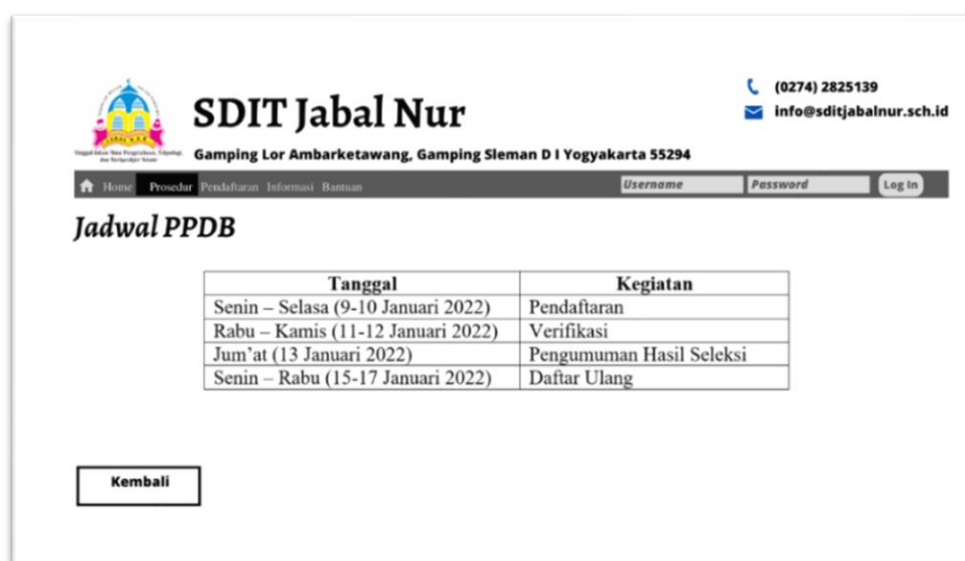 (0274) 2825139
SDIT Jabal Nur
info@sditjabalnur.sch.id
Gamping Lor Ambarketawang, Gamping Sleman D I Yogyakarta 55294
Home Prosedur Pendaftaran Informasi Bantuan Username Password Log In
Jadwal PPDB
Tanggal Kegiatan
Senin – Selasa (9-10 Januari 2022) Pendaftaran
Rabu – Kamis (11-12 Januari 2022) Verifikasi
Jum'at (13 Januari 2022) Pengumuman Hasil Seleksi
Senin – Rabu (15-17 Januari 2022) Daftar Ulang
Kembali